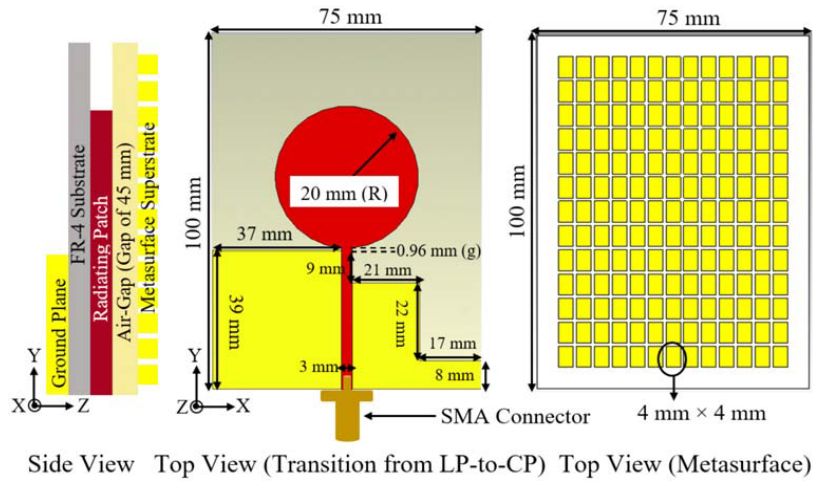 75 mm
75 mm
Ground Plane
FR-4 Substrate
Radiating Patch
Air-Gap (Gap of 45 mm)
Metasurface Superstrate
100 mm
20 mm (R)
37 mm
0.96 mm (g)
9 mm
21 mm
39 mm
22 mm
17 mm
3 mm
8 mm
100 mm
Y
X
Z
Y
Z
X
SMA Connector
4 mm × 4 mm
Side View
Top View (Transition from LP-to-CP)
Top View (Metasurface)